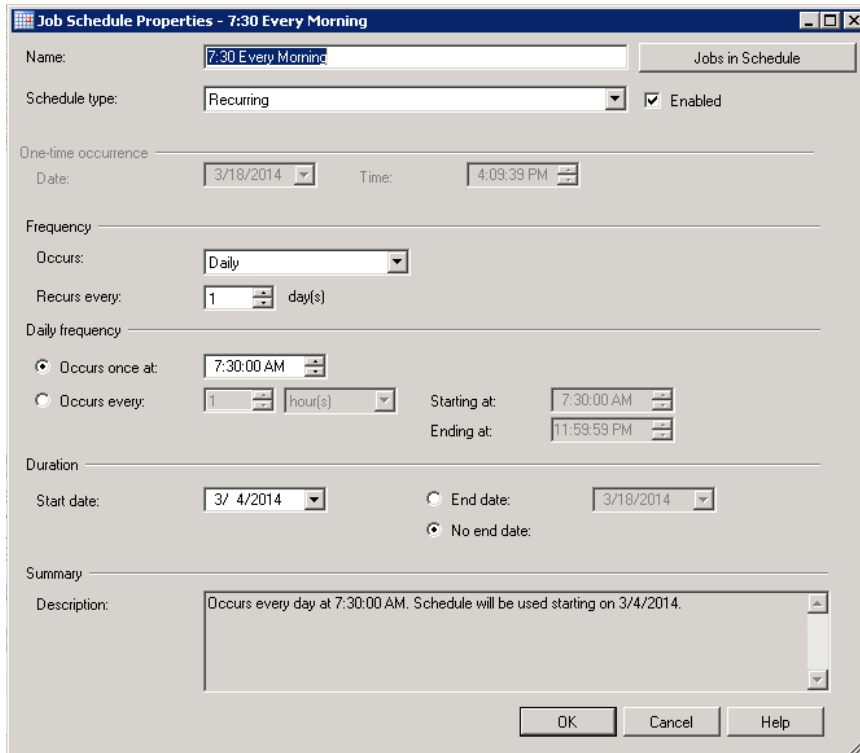 Job Schedule Properties - 7:30 Every Morning
Name: 7:30 Every Morning Jobs in Schedule
Schedule type: Recurring Enabled
One-time occurrence
Date: 3/18/2014 Time: 4:09:39 PM
Frequency
Occurs: Daily
Recurs every: 1 day(s)
Daily frequency
Occurs once at: 7:30:00 AM
Occurs every: 1 hour(s) Starting at: 7:30:00 AM
Ending at: 11:59:59 PM
Duration
Start date: 3/ 4/2014 End date: 3/18/2014
No end date:
Summary
Description: Occurs every day at 7:30:00 AM. Schedule will be used starting on 3/4/2014.
OK Cancel Help